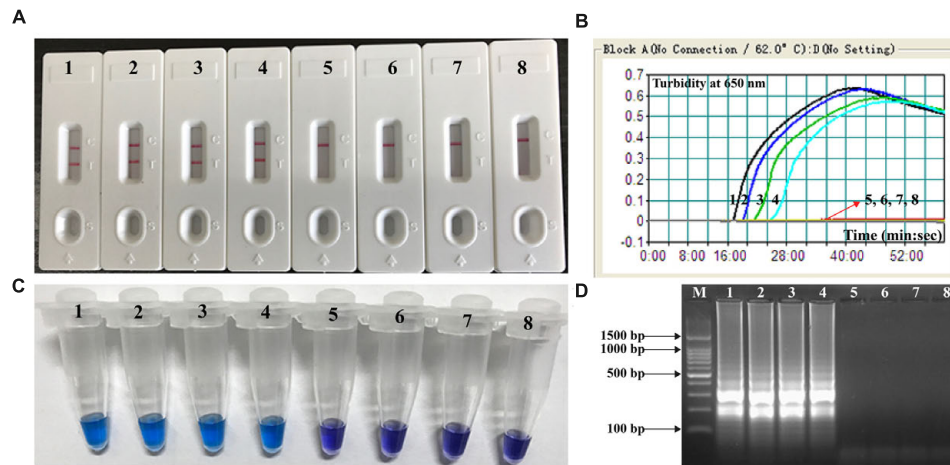 A
1 2 3 4 5 6 7 8
C C C C C C C C
T T T T T T T T
S S S S S S S S
B
Block A(No Connection / 62.0° C):D(No Setting)
Turbidity at 650 nm
0.7
0.6
0.5
0.4
0.3
0.2
0.1
0
-0.1
1 2 3 4
5, 6, 7, 8
Time (min:sec)
0:00 8:00 16:00 28:00 40:00 52:00
C
1 2 3 4 5 6 7 8
D
M 1 2 3 4 5 6 7 8
1500 bp
1000 bp
500 bp
100 bp